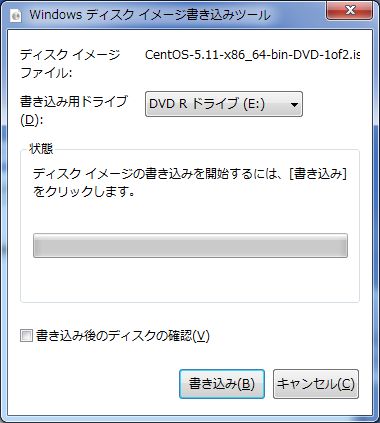 Windows ディスク イメージ書き込みツール
ディスク イメージ CentOS-5.11-x86_64-bin-DVD-1of2.is
ファイル:
書き込み用ドライブ DVD R ドライブ (E:)
(D):
状態
ディスク イメージの書き込みを開始するには、[書き込み]
をクリックします。
書き込み後のディスクの確認(V)
書き込み(B) キャンセル(C)